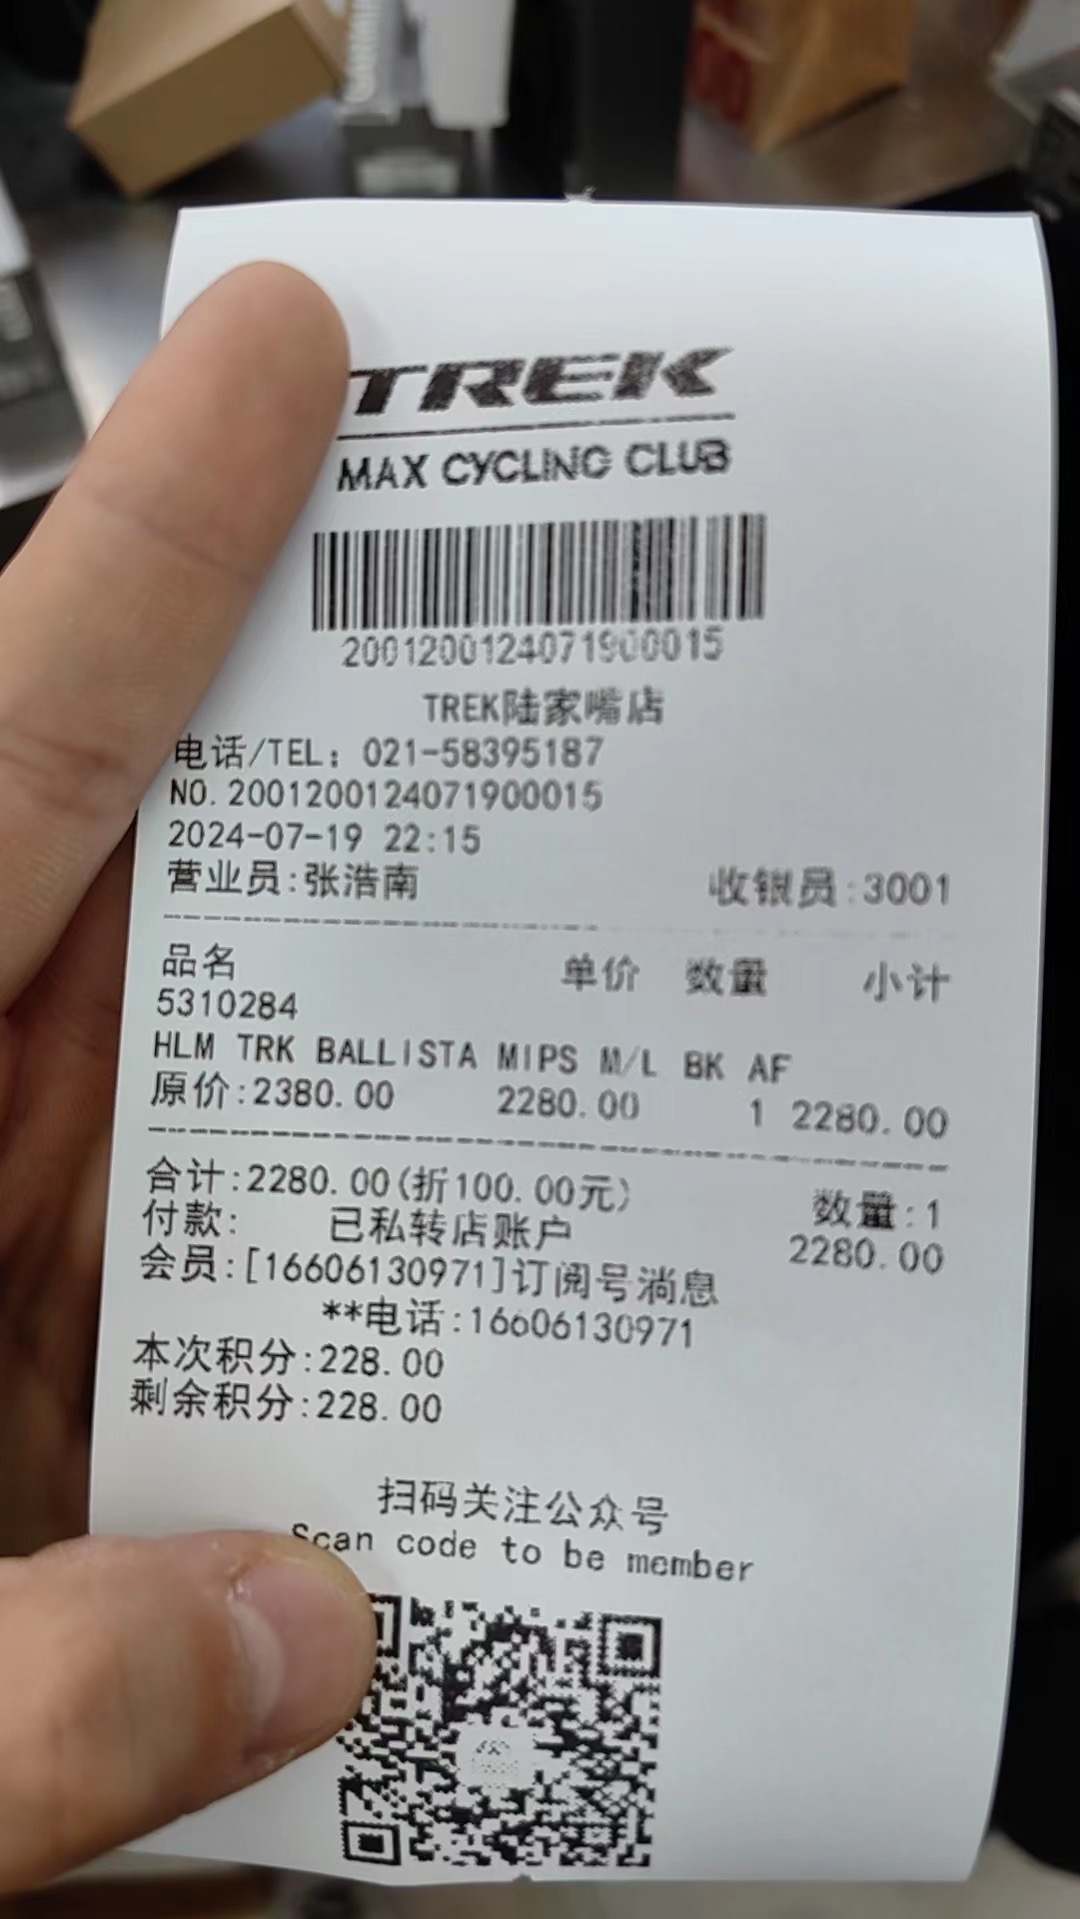 TREK
MAX CYCLING CLUB
2001200124071900015
TREK陆家嘴店
电话/TEL：021-58395187
NO.2001200124071900015
2024-07-19 22:15
营业员:张浩南 收银员:3001
品名 单价 数量 小计
5310284
HLM TRK BALLISTA MIPS M/L BK AF
原价:2380.00 2280.00 1 2280.00
合计:2280.00(折100.00元) 数量:1
付款: 已私转店账户 2280.00
会员:[16606130971]订阅号淌息
**电话:16606130971
本次积分:228.00
剩余积分:228.00
扫码关注公众号
Scan code to be member